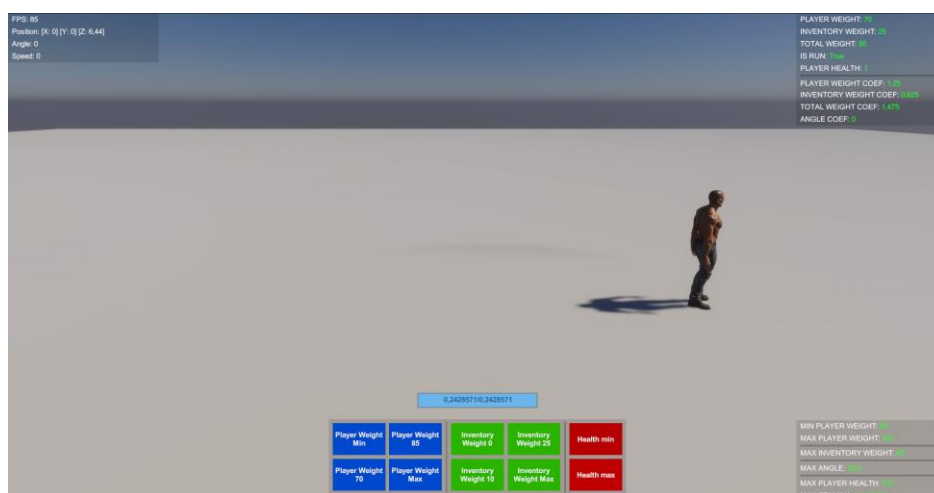 FPS: 85
Position: [X: 0] [Y: 0] [Z: 6,44]
Angle: 0
Speed: 0
PLAYER WEIGHT: 70
INVENTORY WEIGHT: 25
TOTAL WEIGHT: 95
IS RUN: True
PLAYER HEALTH: 1
PLAYER WEIGHT COEF: 1,25
INVENTORY WEIGHT COEF: 0,625
TOTAL WEIGHT COEF: 1,475
ANGLE COEF: 0
0,2428571/0,2428571
Player Weight Min
Player Weight 85
Inventory Weight 0
Inventory Weight 25
Health min
Player Weight 70
Player Weight Max
Inventory Weight 10
Inventory Weight Max
Health max
MIN PLAYER WEIGHT:
MAX PLAYER WEIGHT:
MAX INVENTORY WEIGHT:
MAX ANGLE:
MAX PLAYER HEALTH: